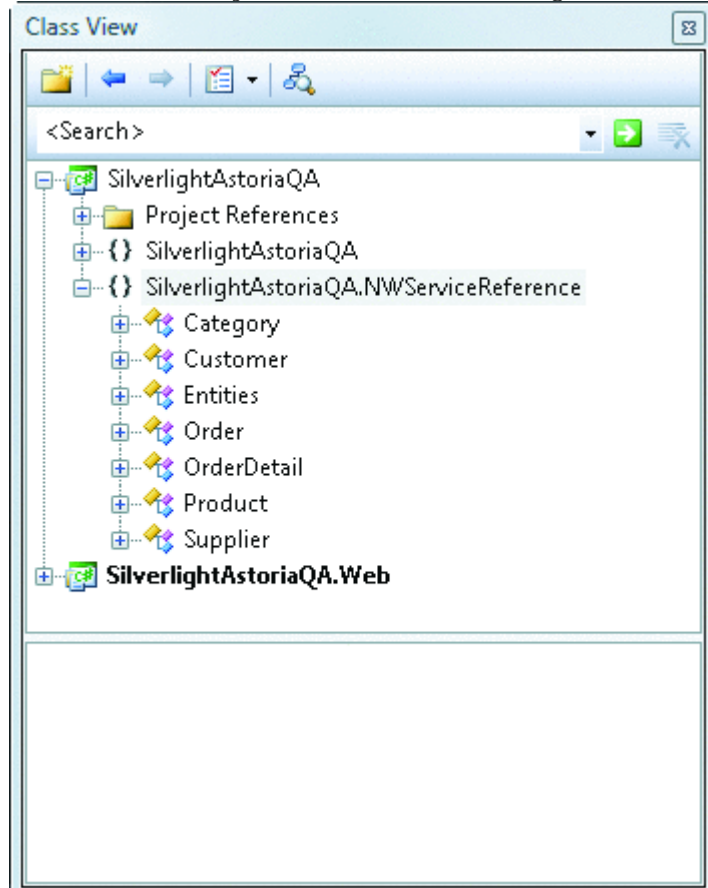 Class View
<Search>
SilverlightAstoriaQA
Project References
{} SilverlightAstoriaQA
{} SilverlightAstoriaQA.NWServiceReference
Category
Customer
Entities
Order
OrderDetail
Product
Supplier
SilverlightAstoriaQA.Web